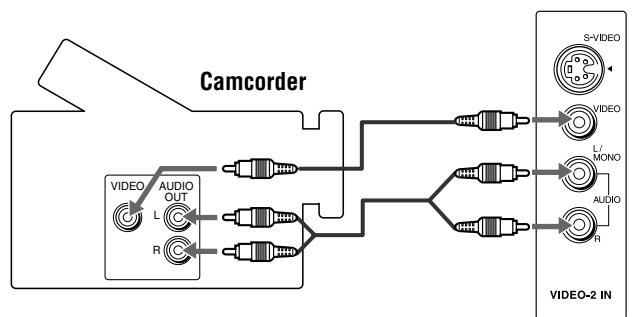 Camcorder
VIDEO
AUDIO
OUT
L
R
S-VIDEO
VIDEO
L/
MONO
AUDIO
R
VIDEO-2 IN